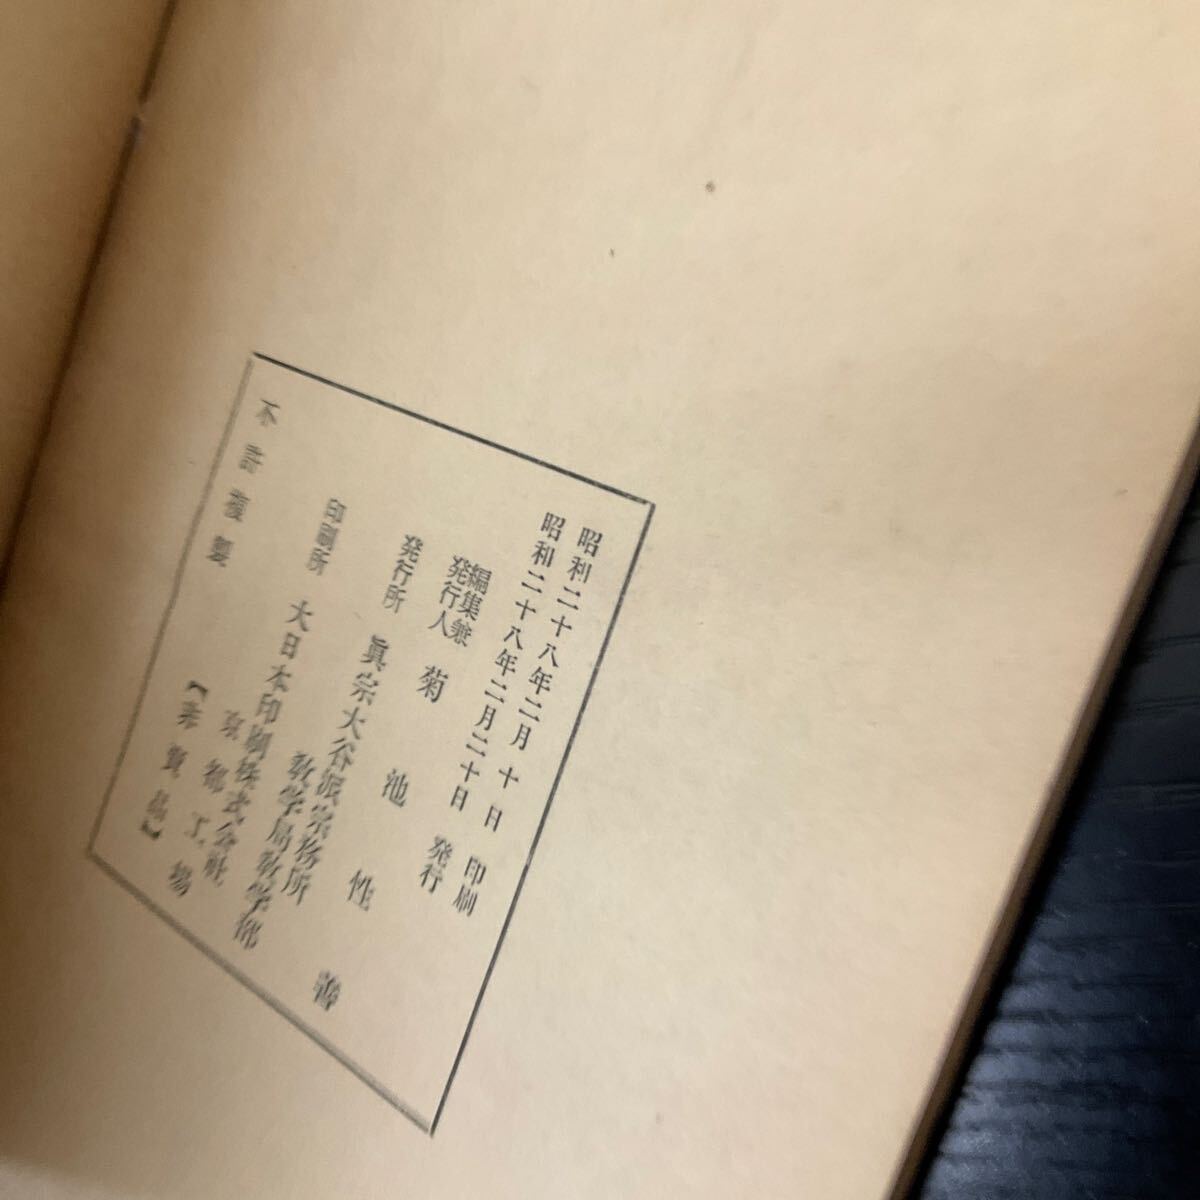 昭和二十八年二月十日 印刷
昭和二十八年二月二十日 発行
編集兼
発行人 菊池性善
発行所 眞宗大谷派宗務所
教学局教学部
印刷所 大日本印刷株式会社
京都工場
不許複製
【非賣品】